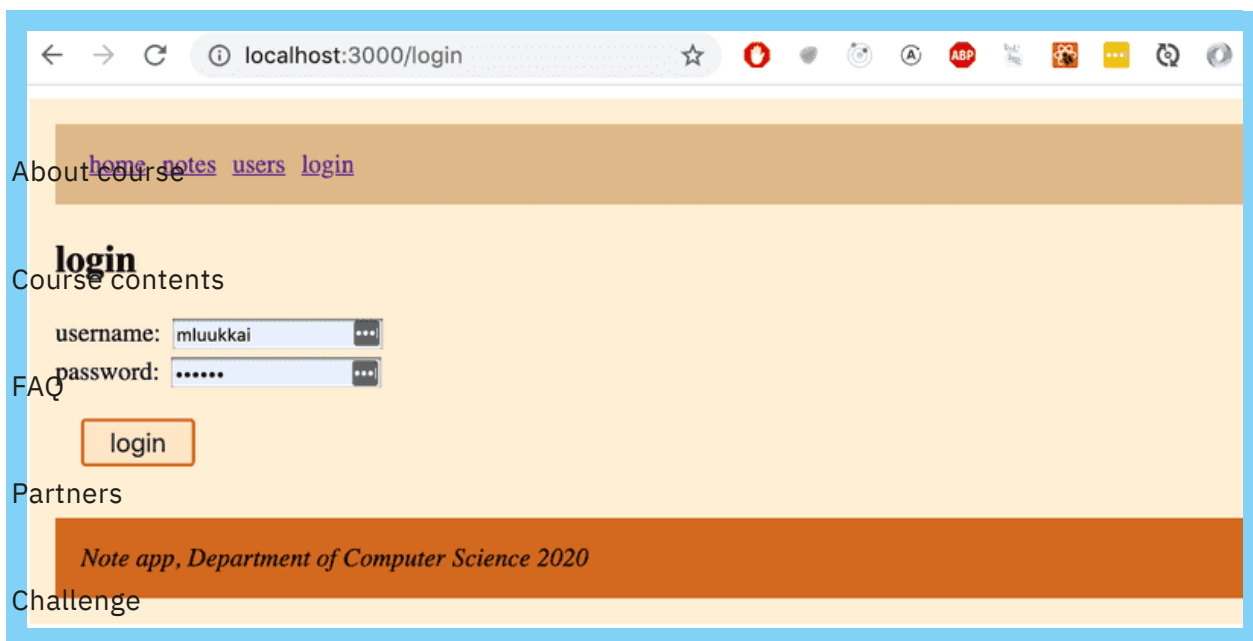 localhost:3000/login
ABP
home notes users login
About course
login
Course contents
username: mluukkai
password: ••••••
FAQ
login
Partners
Note app, Department of Computer Science 2020
Challenge